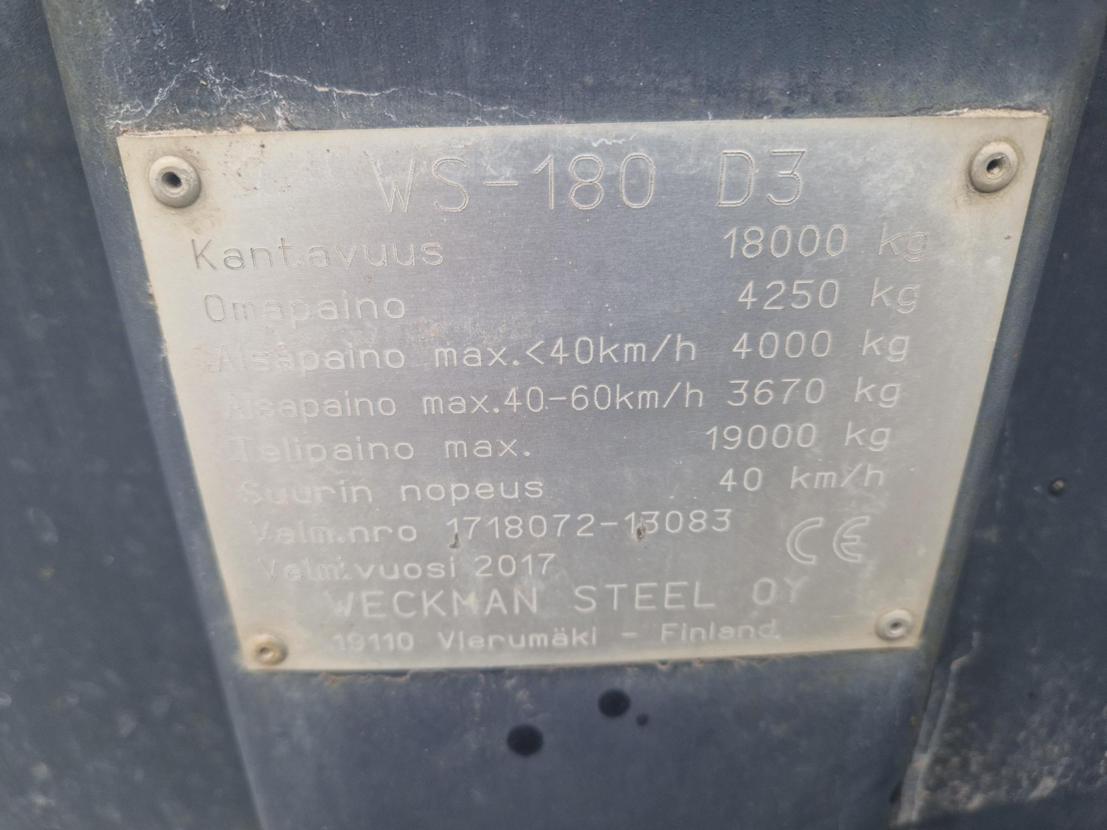 WS-180 D3
Kantavuus 18000 kg
Omapaino 4250 kg
Aisapaino max.<40km/h 4000 kg
Aisapaino max.40-60km/h 3670 kg
Telipaino max. 19000 kg
Suurin nopeus 40 km/h
Valm.nro 1718072-13083
Valm.vuosi 2017 CE
WECKMAN STEEL OY
19110 Vierumäki - Finland